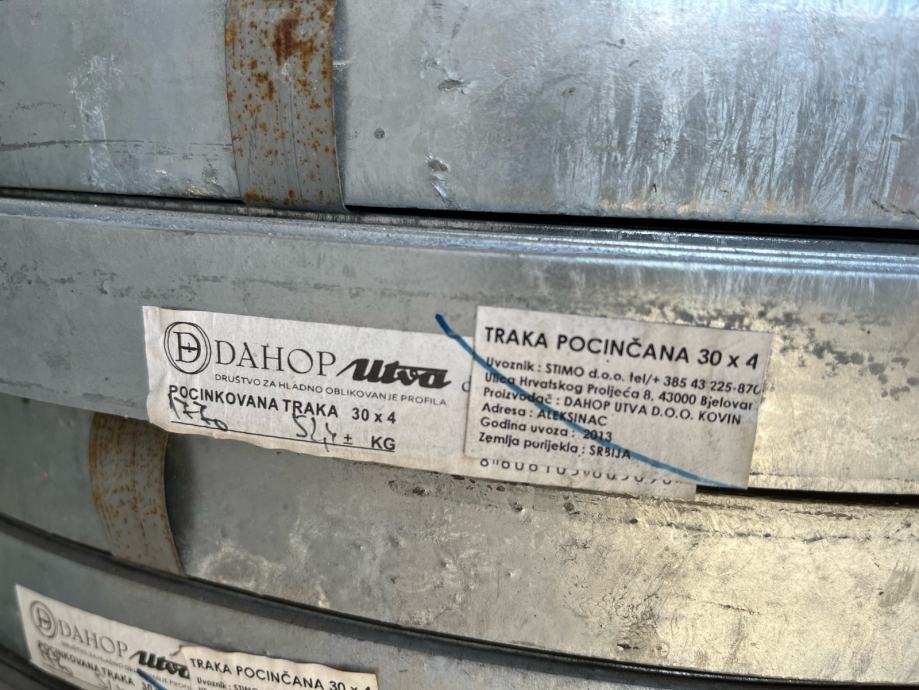 DAHOP Utva
DRUŠTVO ZA HLADNO OBLIKOVANJE PROFILA
POCINKOVANA TRAKA 30 x 4
± KG
TRAKA POCINČANA 30 x 4
Uvoznik : STIMO d.o.o. tel/+ 385 43 225-870
Ulica Hrvatskog Proljeća 8, 43000 Bjelovar
Proizvođač : DAHOP UTVA D.O.O. KOVIN
Adresa : ALEKSINAC
Godina uvoza : 2013
Zemlja porijekla : SRBIJA
DAHOP Utva
TRAKA
TRAKA POCINČANA 30 x 4
Uvoznik :